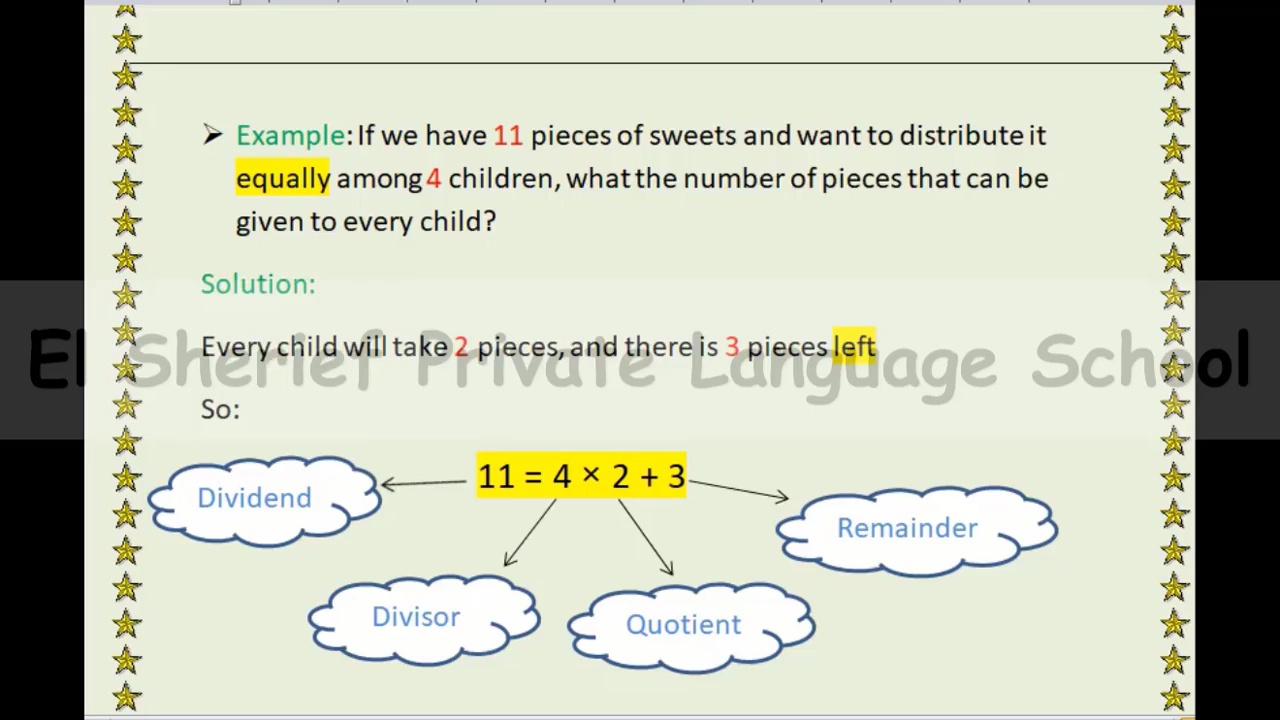 Example: If we have 11 pieces of sweets and want to distribute it
equally among 4 children, what the number of pieces that can be
given to every child?
Solution:
Every child will take 2 pieces, and there is 3 pieces left
El Sherief Private Language School
So:
11 = 4 × 2 + 3
Dividend
Remainder
Divisor
Quotient